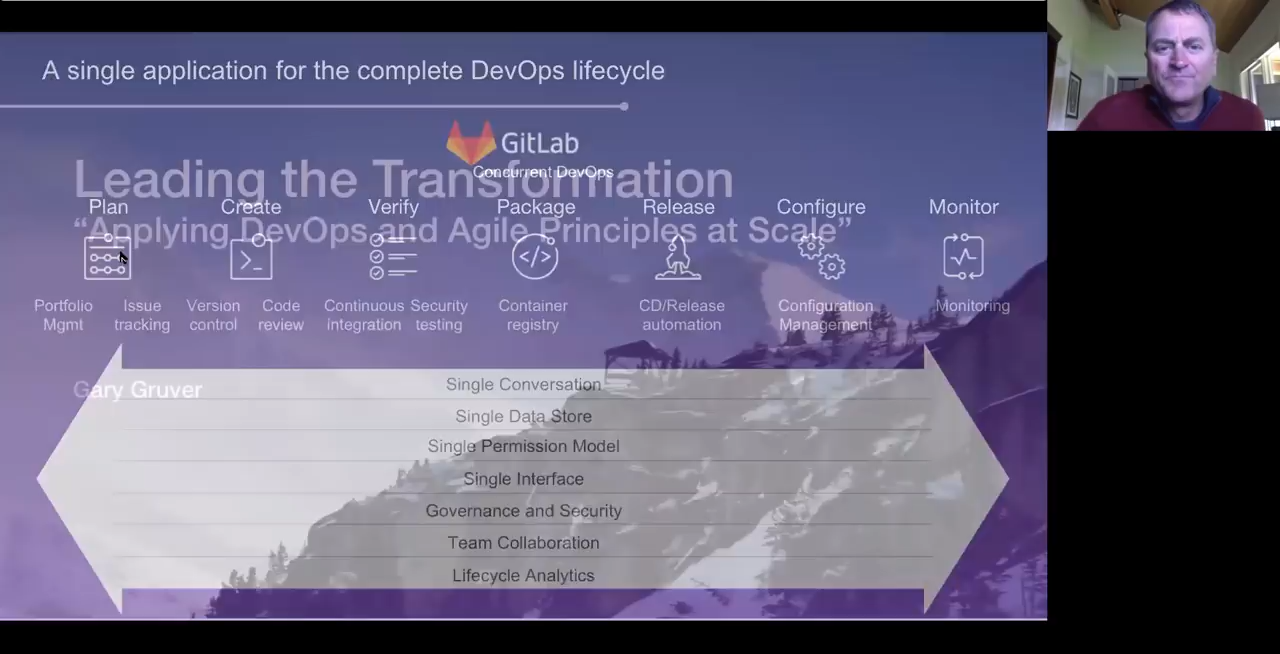 A single application for the complete DevOps lifecycle
GitLab
Concurrent DevOps
Leading the Transformation
“Applying DevOps and Agile Principles at Scale”
Plan
Create
Verify
Package
Release
Configure
Monitor
Portfolio Mgmt
Issue tracking
Version control
Code review
Continuous integration
Security testing
Container registry
CD/Release automation
Configuration Management
Monitoring
Gary Gruver
Single Conversation
Single Data Store
Single Permission Model
Single Interface
Governance and Security
Team Collaboration
Lifecycle Analytics